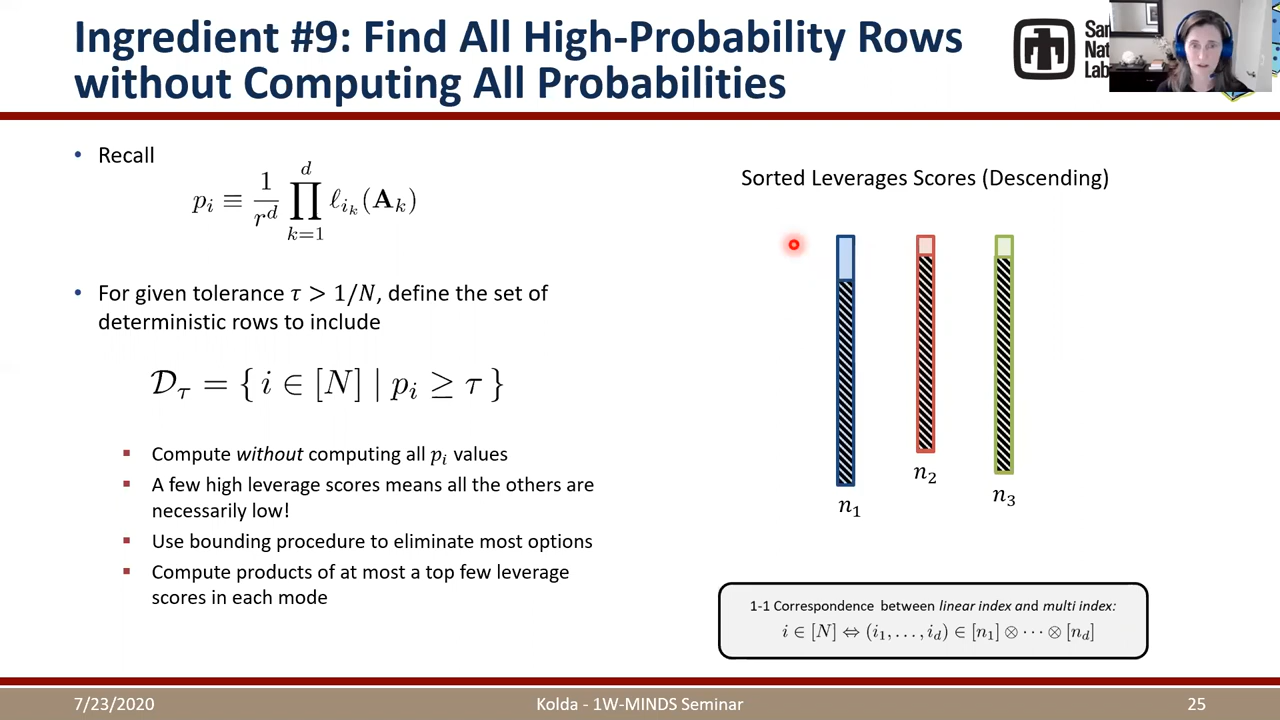 Ingredient #9: Find All High-Probability Rows
without Computing All Probabilities
San
Nat
Lab
• Recall
p_i ≡ \frac{1}{r^d} \prod_{k=1}^{d} ℓ_{i_k}(A_k)
• For given tolerance τ > 1/N, define the set of
deterministic rows to include
D_τ = { i ∈ [N] | p_i ≥ τ }
▪ Compute without computing all p_i values
▪ A few high leverage scores means all the others are
necessarily low!
▪ Use bounding procedure to eliminate most options
▪ Compute products of at most a top few leverage
scores in each mode
Sorted Leverages Scores (Descending)
n_1
n_2
n_3
1-1 Correspondence between linear index and multi index:
i ∈ [N] ⇔ (i_1, . . . , i_d) ∈ [n_1] ⊗ · · · ⊗ [n_d]
7/23/2020
Kolda - 1W-MINDS Seminar
25